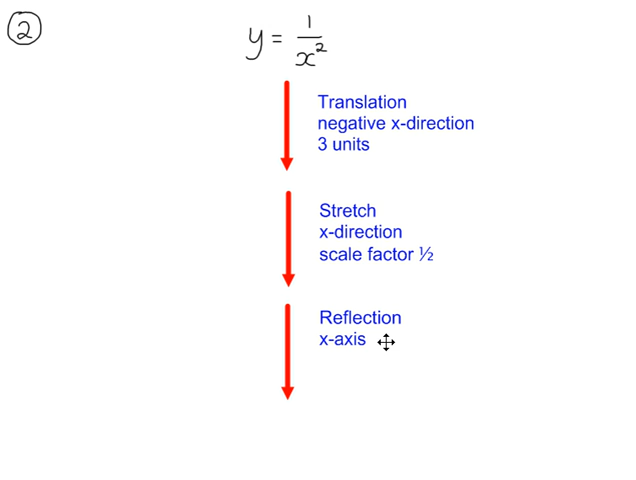 2
y = 1/x²
Translation
negative x-direction
3 units
Stretch
x-direction
scale factor ½
Reflection
x-axis